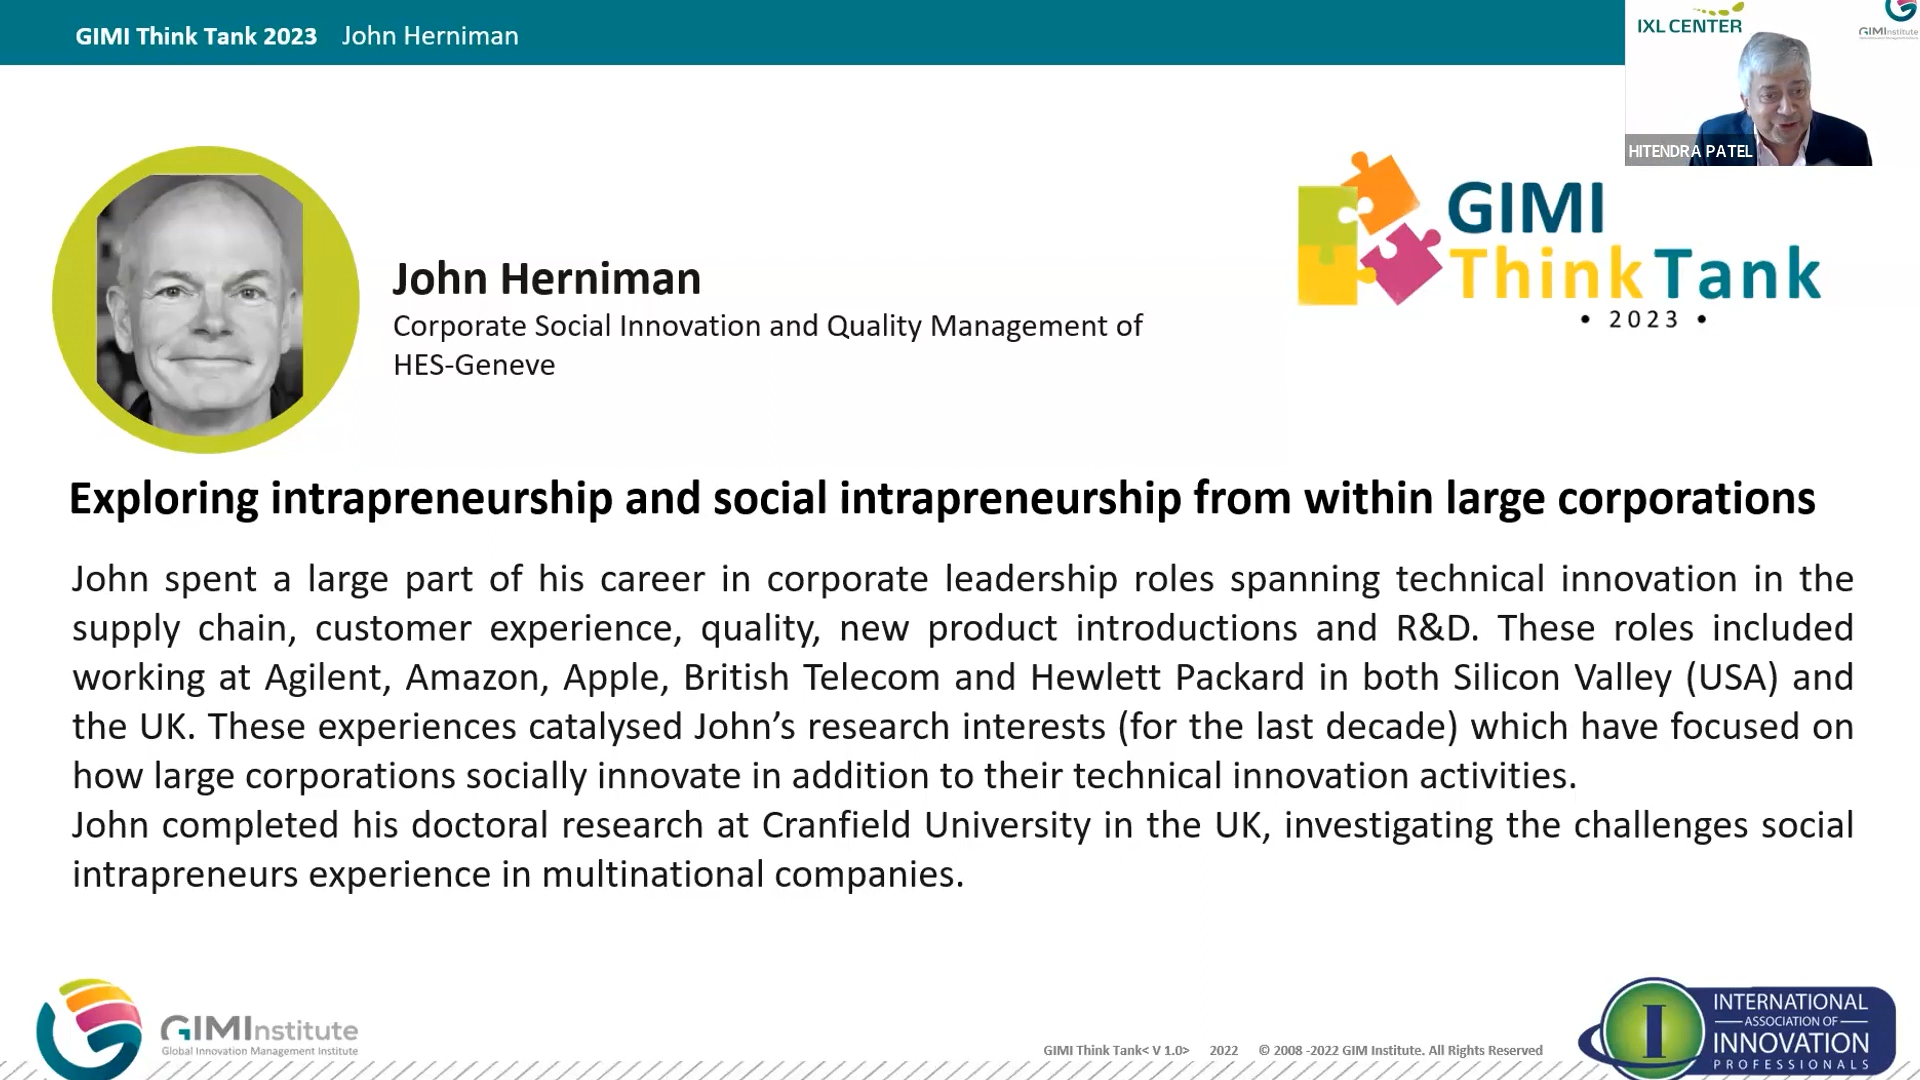 GIMI Think Tank 2023 John Herniman
IXL CENTER
GIMInstitute
HITENDRA PATEL
GIMI
Think Tank
• 2023 •
John Herniman
Corporate Social Innovation and Quality Management of
HES-Geneve
Exploring intrapreneurship and social intrapreneurship from within large corporations
John spent a large part of his career in corporate leadership roles spanning technical innovation in the
supply chain, customer experience, quality, new product introductions and R&D. These roles included
working at Agilent, Amazon, Apple, British Telecom and Hewlett Packard in both Silicon Valley (USA) and
the UK. These experiences catalysed John’s research interests (for the last decade) which have focused on
how large corporations socially innovate in addition to their technical innovation activities.
John completed his doctoral research at Cranfield University in the UK, investigating the challenges social
intrapreneurs experience in multinational companies.
GIMInstitute
Global Innovation Management Institute
GIMI Think Tank< V 1.0> 2022 © 2008 -2022 GIM Institute. All Rights Reserved
I
INTERNATIONAL
ASSOCIATION OF
INNOVATION
PROFESSIONALS